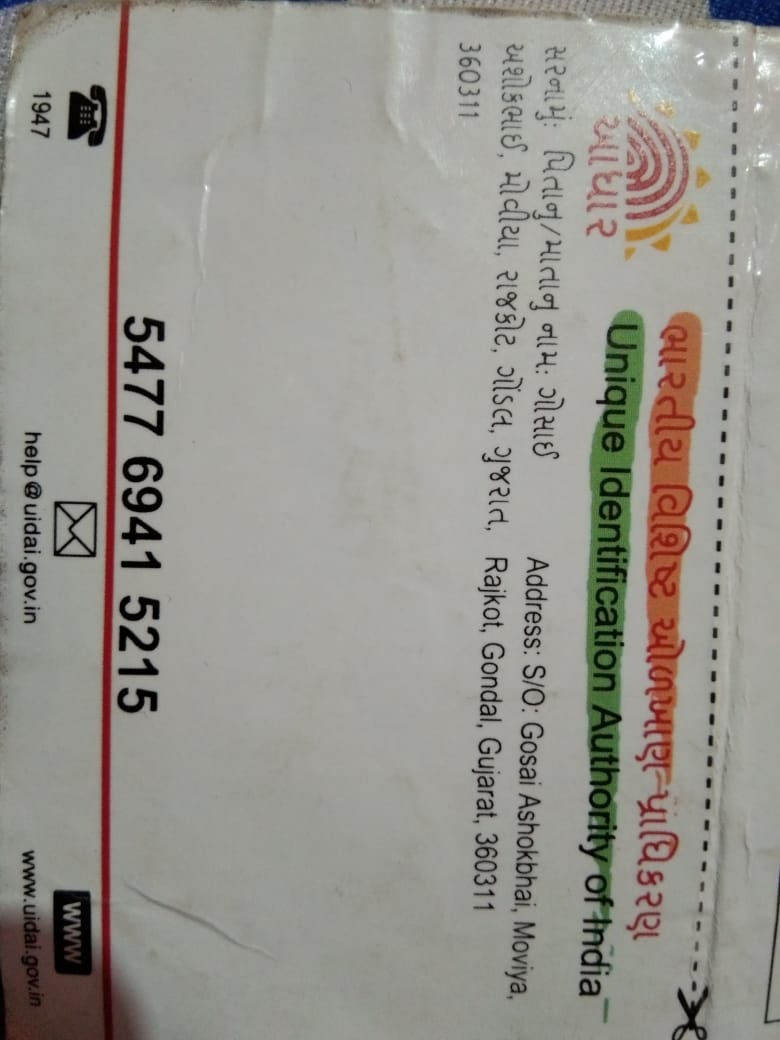 ભારતીય વિશિષ્ટ ઓળખાણ પ્રાધિકરણ
આધાર
Unique Identification Authority of India
સરનામું: પિતાનુ/માતાનુ નામ: ગોસાઈ
અશોકભાઈ, મોવીયા, રાજકોટ, ગોંડલ, ગુજરાત,
360311
Address: S/O: Gosai Ashokbhai, Moviya,
Rajkot, Gondal, Gujarat, 360311
5477 6941 5215
1947
help@uidai.gov.in
WWW
www.uidai.gov.in